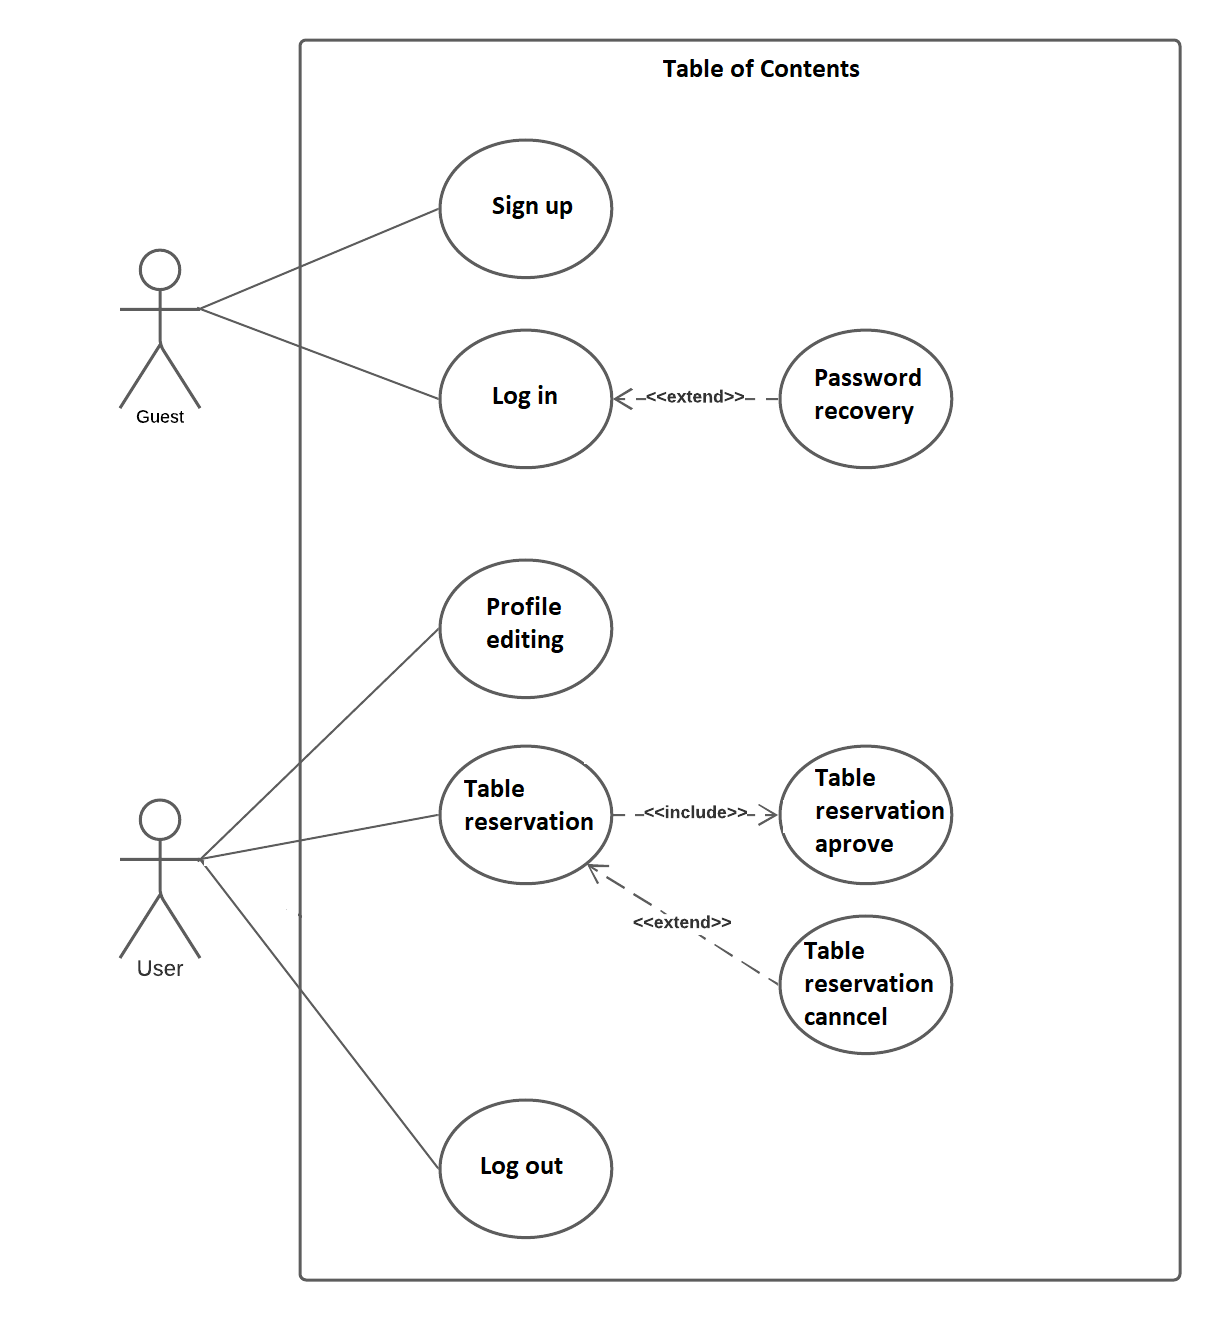 Table of Contents
Sign up
Guest
Log in
<<extend>>
Password
recovery
Profile
editing
Table
reservation
<<include>>
Table
reservation
aprove
User
<<extend>>
Table
reservation
canncel
Log out